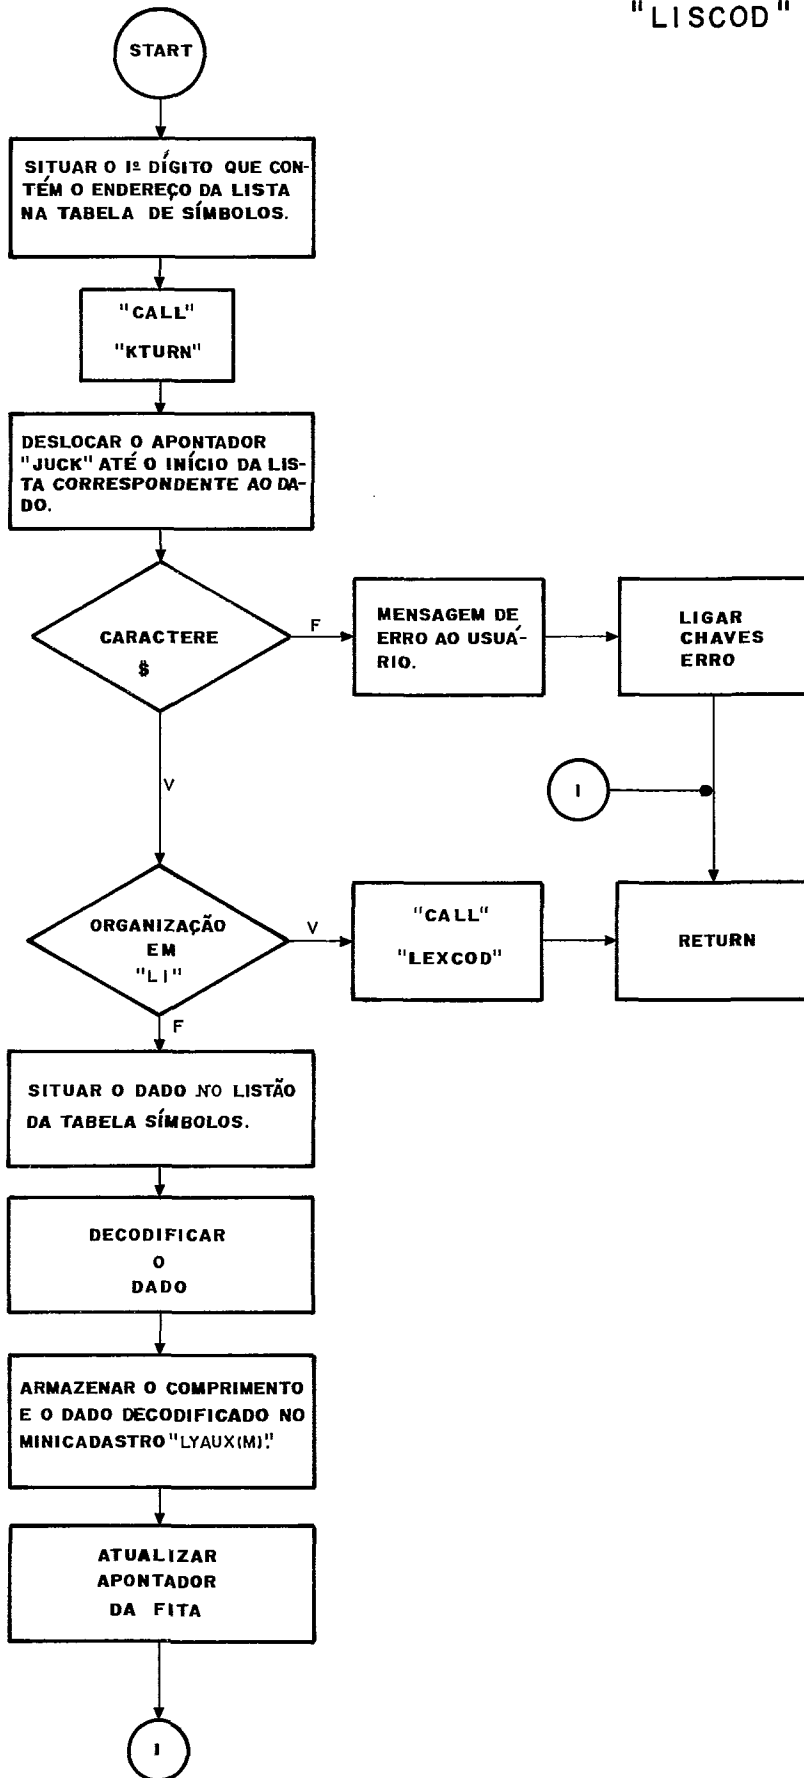 "LISCOD"
START
SITUAR O 1º DÍGITO QUE CON-
TÉM O ENDEREÇO DA LISTA
NA TABELA DE SÍMBOLOS.
"CALL"
"KTURN"
DESLOCAR O APONTADOR
"JUCK" ATÉ O INÍCIO DA LIS-
TA CORRESPONDENTE AO DA-
DO.
CARACTERE
$
F
MENSAGEM DE
ERRO AO USUÁ-
RIO.
LIGAR
CHAVES
ERRO
V
I
ORGANIZAÇÃO
EM
"LI"
V
"CALL"
"LEXCOD"
RETURN
F
SITUAR O DADO NO LISTÃO
DA TABELA SÍMBOLOS.
DECODIFICAR
O
DADO
ARMAZENAR O COMPRIMENTO
E O DADO DECODIFICADO NO
MINICADASTRO "LYAUX(M)."
ATUALIZAR
APONTADOR
DA FITA
I